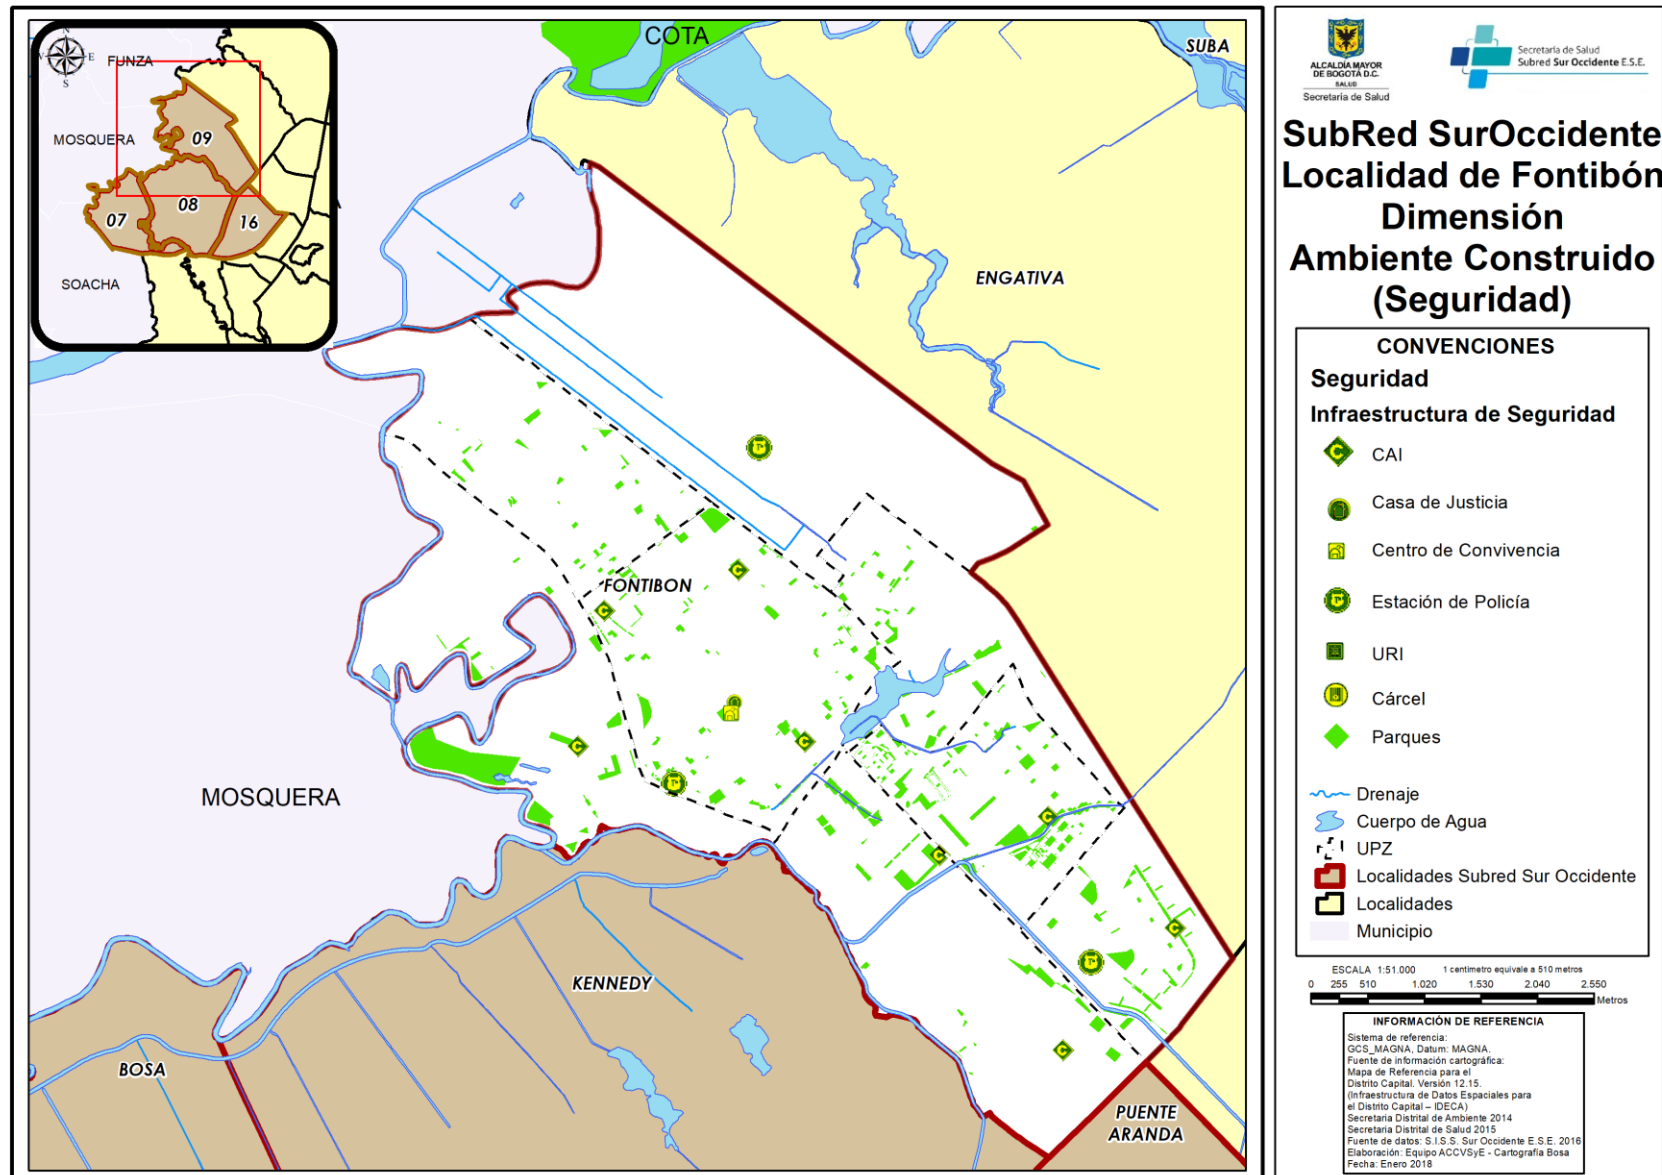 COTA
SUBA
N
E
S
FUNZA
MOSQUERA
09
08
07
16
SOACHA
ENGATIVA
FONTIBON
MOSQUERA
KENNEDY
BOSA
PUENTE
ARANDA
ALCALDÍA MAYOR
DE BOGOTÁ D.C.
SALUD
Secretaría de Salud
Secretaría de Salud
Subred Sur Occidente E.S.E.
SubRed SurOccidente
Localidad de Fontibón
Dimensión
Ambiente Construido
(Seguridad)
CONVENCIONES
Seguridad
Infraestructura de Seguridad
CAI
Casa de Justicia
Centro de Convivencia
Estación de Policía
URI
Cárcel
Parques
Drenaje
Cuerpo de Agua
UPZ
Localidades Subred Sur Occidente
Localidades
Municipio
ESCALA 1:51.000 1 centimetro equivale a 510 metros
0 255 510 1.020 1.530 2.040 2.550
Metros
INFORMACIÓN DE REFERENCIA
Sistema de referencia:
GCS_MAGNA, Datum: MAGNA.
Fuente de información cartográfica:
Mapa de Referencia para el
Distrito Capital. Versión 12.15.
(Infraestructura de Datos Espaciales para
el Distrito Capital – IDECA)
Secretaria Distrital de Ambiente 2014
Secretaria Distrital de Salud 2015
Fuente de datos: S.I.S.S. Sur Occidente E.S.E. 2016
Elaboración: Equipo ACCVSyE - Cartografía Bosa
Fecha: Enero 2018